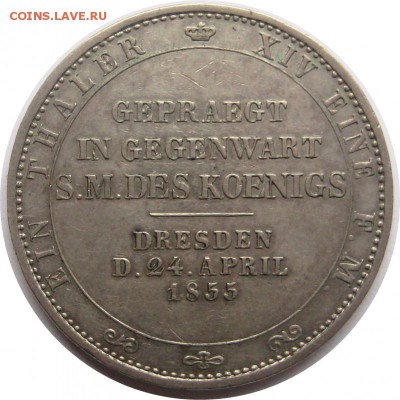 COINS.LAVE.RU
EIN THALER XIV EINE F. M
GEPRAEGT
IN GEGENWART
S.M.DES KOENIGS
DRESDEN
D. 24. APRIL
1855